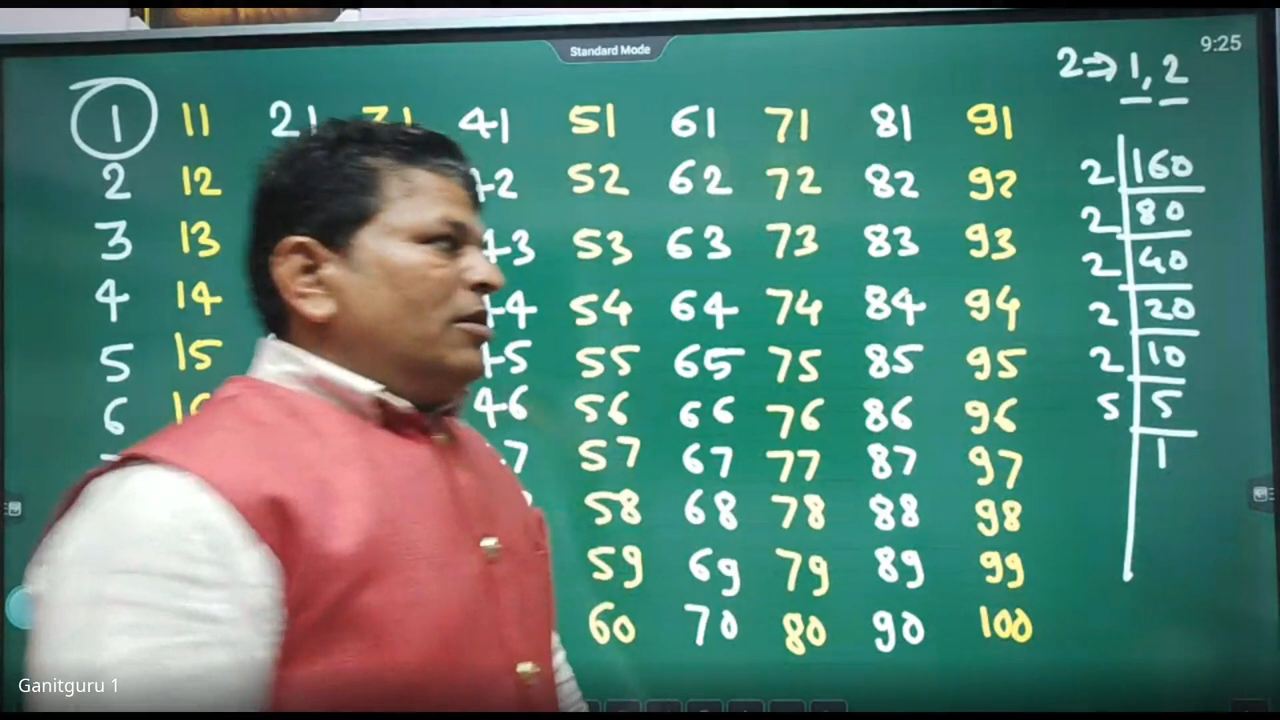 Standard Mode
9:25
2⇒1,2
1 11 21 31 41 51 61 71 81 91
2 12 52 62 72 82 92
3 13 43 53 63 73 83 93
4 14 54 64 74 84 94
5 15 55 65 75 85 95
6 46 56 66 76 86 96
57 67 77 87 97
58 68 78 88 98
59 69 79 89 99
60 70 80 90 100
2 160
2 80
2 40
2 20
2 10
5 5
1
Ganitguru 1